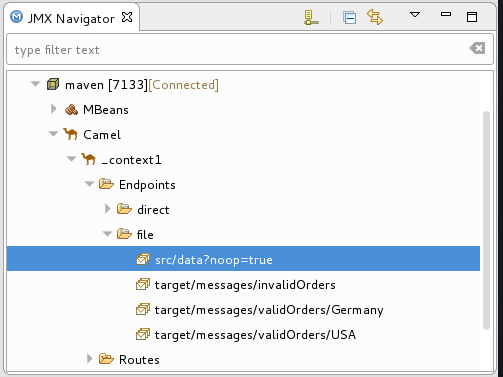 JMX Navigator
type filter text
maven [7133][Connected]
MBeans
Camel
_context1
Endpoints
direct
file
src/data?noop=true
target/messages/invalidOrders
target/messages/validOrders/Germany
target/messages/validOrders/USA
Routes